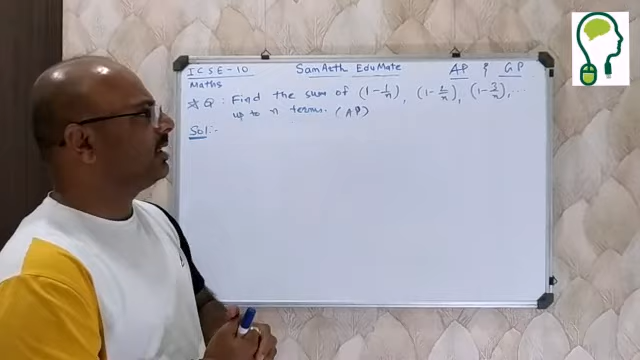 ICSE-10 SamArth EduMate AP & GP
Maths
☆ Q: Find the sum of (1 - 1/n), (1 - 2/n), (1 - 3/n), ...
up to n terms. (AP)
Sol:-